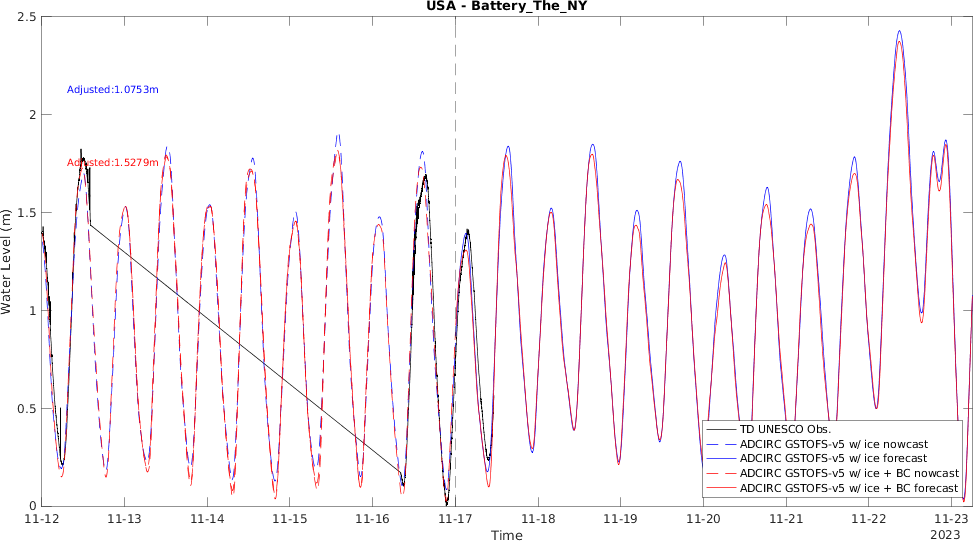 USA - Battery_The_NY
2.5
2
1.5
1
0.5
0
Water Level (m)
Adjusted:1.0753m
Adjusted:1.5279m
TD UNESCO Obs.
ADCIRC GSTOFS-v5 w/ ice nowcast
ADCIRC GSTOFS-v5 w/ ice forecast
ADCIRC GSTOFS-v5 w/ ice + BC nowcast
ADCIRC GSTOFS-v5 w/ ice + BC forecast
11-12 11-13 11-14 11-15 11-16 11-17 11-18 11-19 11-20 11-21 11-22 11-23
Time
2023